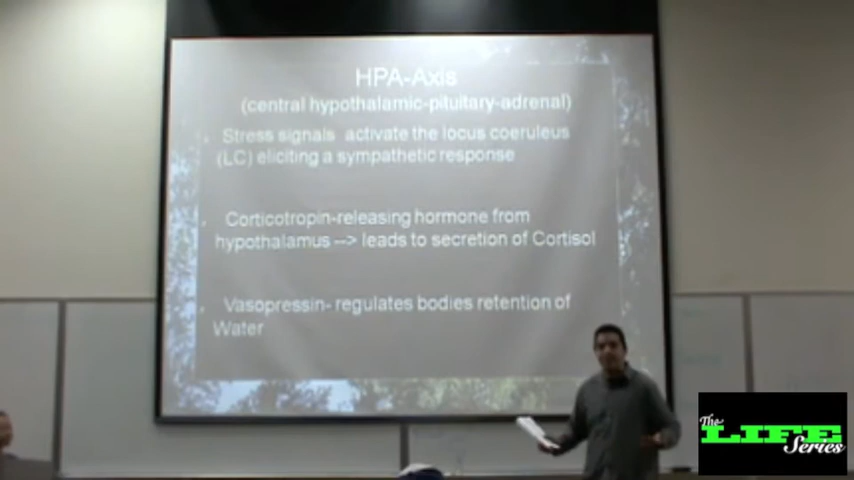 HPA-Axis
(central hypothalamic-pituitary-adrenal)
Stress signals activate the locus coeruleus
(LC) eliciting a sympathetic response
Corticotropin-releasing hormone from
hypothalamus --> leads to secretion of Cortisol
Vasopressin- regulates bodies retention of
Water
The
LIFE
Series